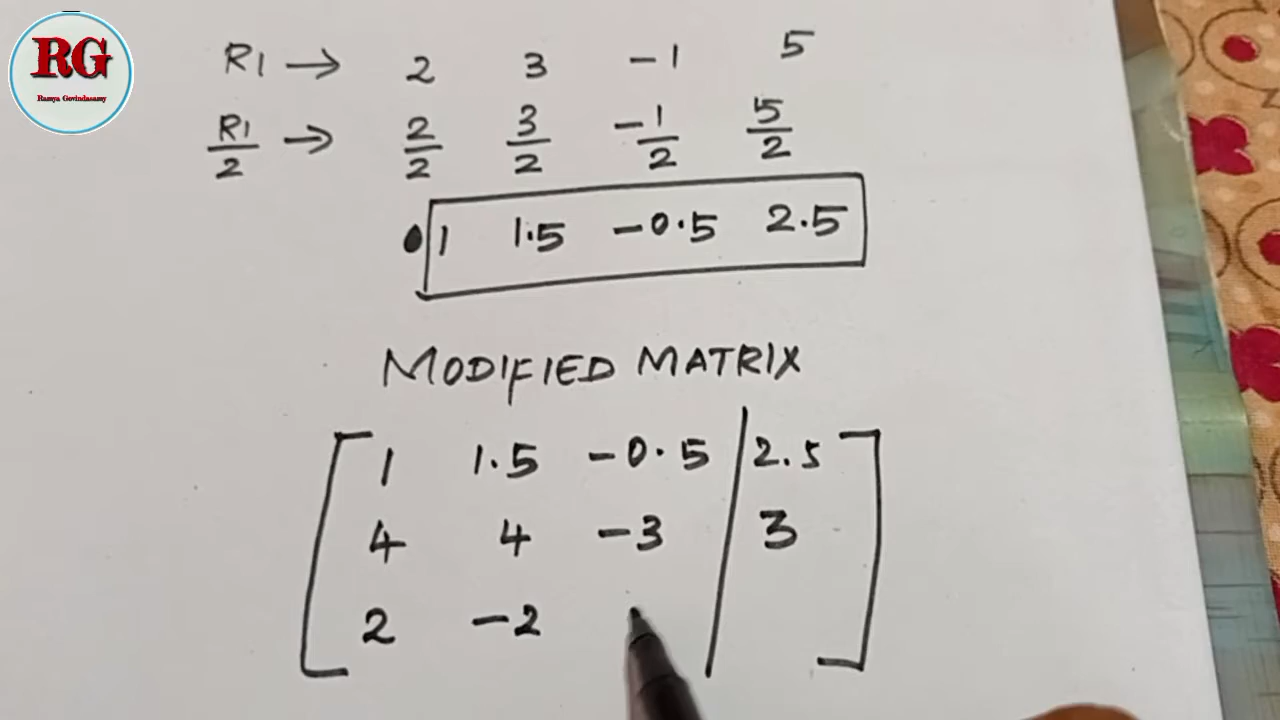 RG
Ramya Govindasamy
R1 → 2 3 -1 5
R1/2 → 2/2 3/2 -1/2 5/2
1 1.5 -0.5 2.5
MODIFIED MATRIX
1 1.5 -0.5 | 2.5
4 4 -3 | 3
2 -2